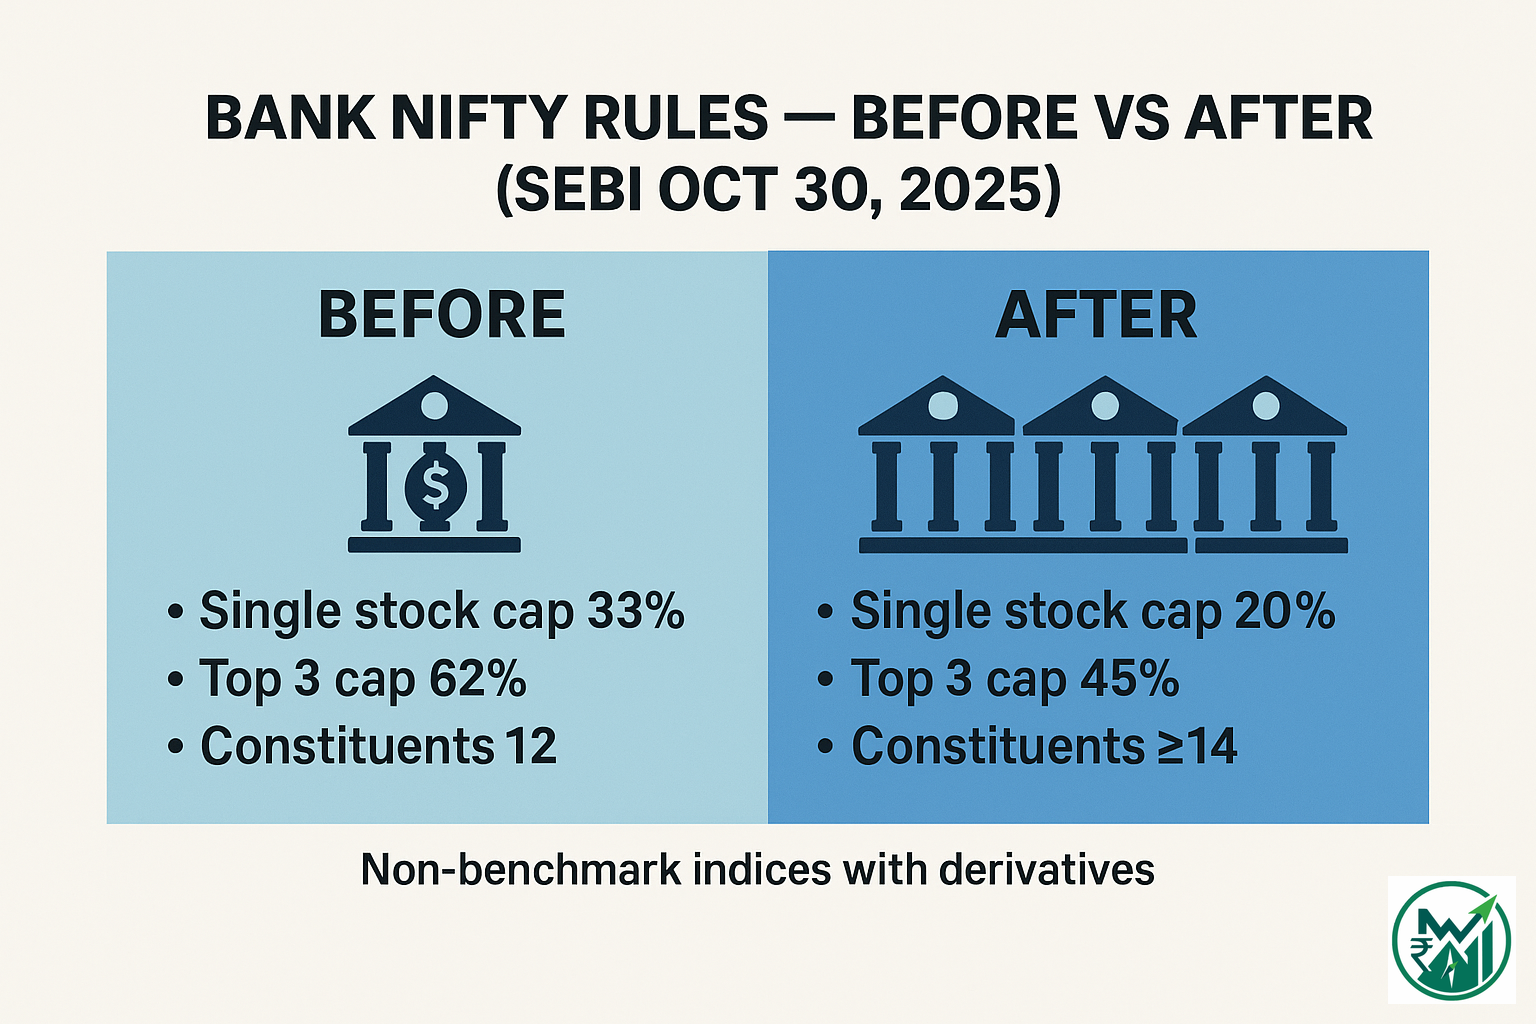 BANK NIFTY RULES — BEFORE VS AFTER
(SEBI OCT 30, 2025)
BEFORE
$
• Single stock cap 33%
• Top 3 cap 62%
• Constituents 12
AFTER
• Single stock cap 20%
• Top 3 cap 45%
• Constituents ≥14
Non-benchmark indices with derivatives